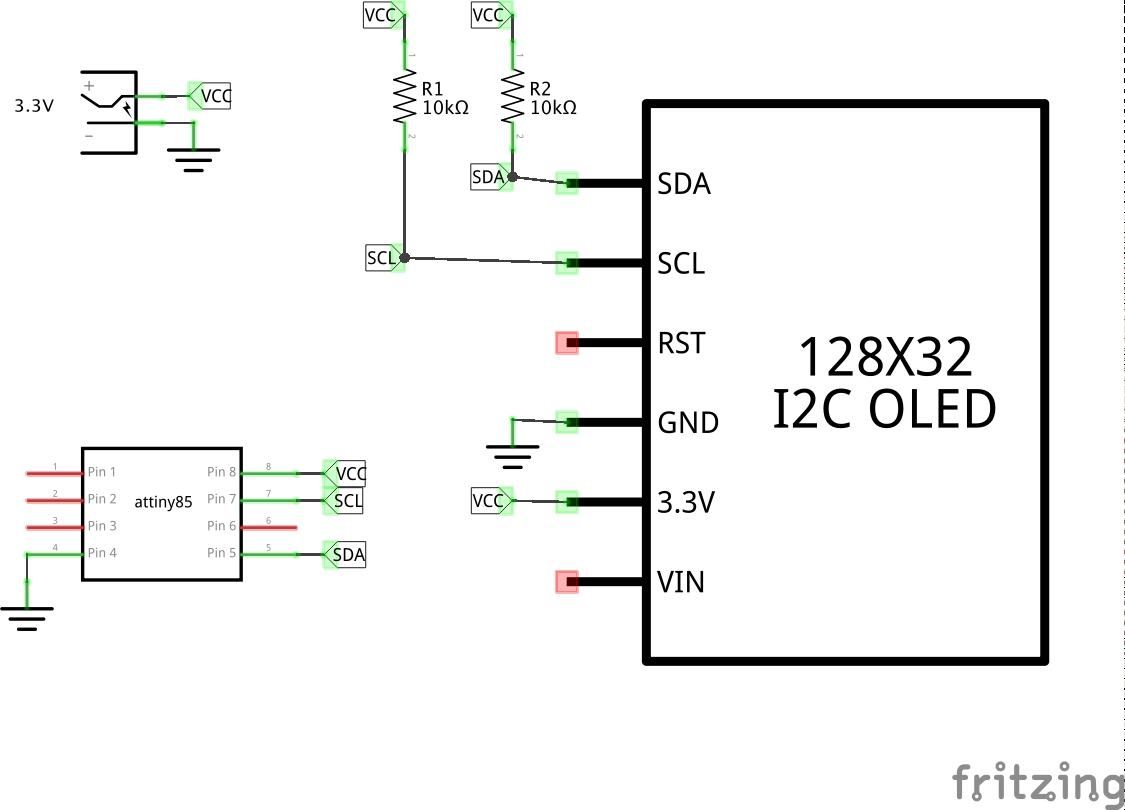 VCC
VCC
1
1
R1
10kΩ
R2
10kΩ
2
2
3.3V
+
-
VCC
SDA
SCL
SDA
SCL
RST
GND
3.3V
VIN
VCC
128X32
I2C OLED
1 Pin 1
2 Pin 2
3 Pin 3
4 Pin 4
attiny85
Pin 8 8 VCC
Pin 7 7 SCL
Pin 6 6
Pin 5 5 SDA
fritzing